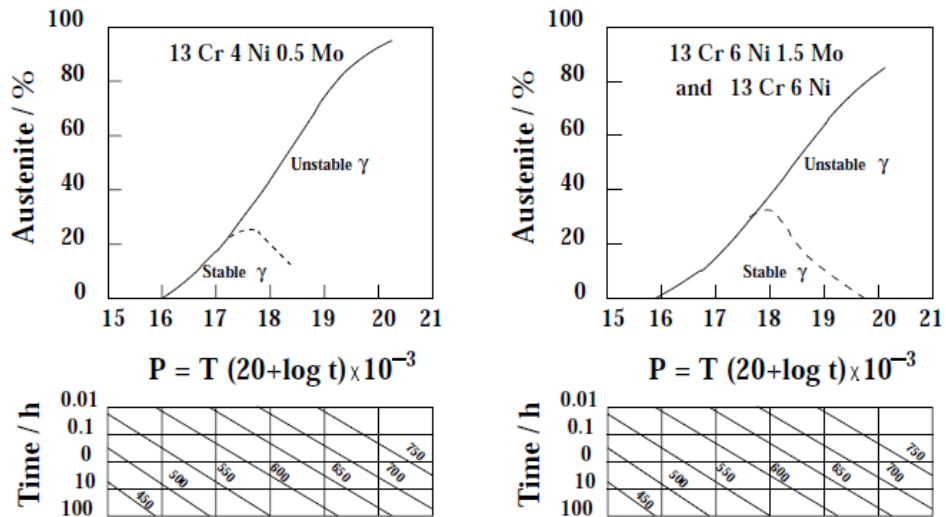 100
80
60
40
20
0
Austenite / %
13 Cr 4 Ni 0.5 Mo
Unstable γ
Stable γ
15 16 17 18 19 20 21
P = T (20+log t)×10⁻³
Time / h
0.01
0.1
0
10
100
450 500 550 600 650 700 750
100
80
60
40
20
0
Austenite / %
13 Cr 6 Ni 1.5 Mo
and 13 Cr 6 Ni
Unstable γ
Stable γ
15 16 17 18 19 20 21
P = T (20+log t)×10⁻³
Time / h
0.01
0.1
0
10
100
450 500 550 600 650 700 750